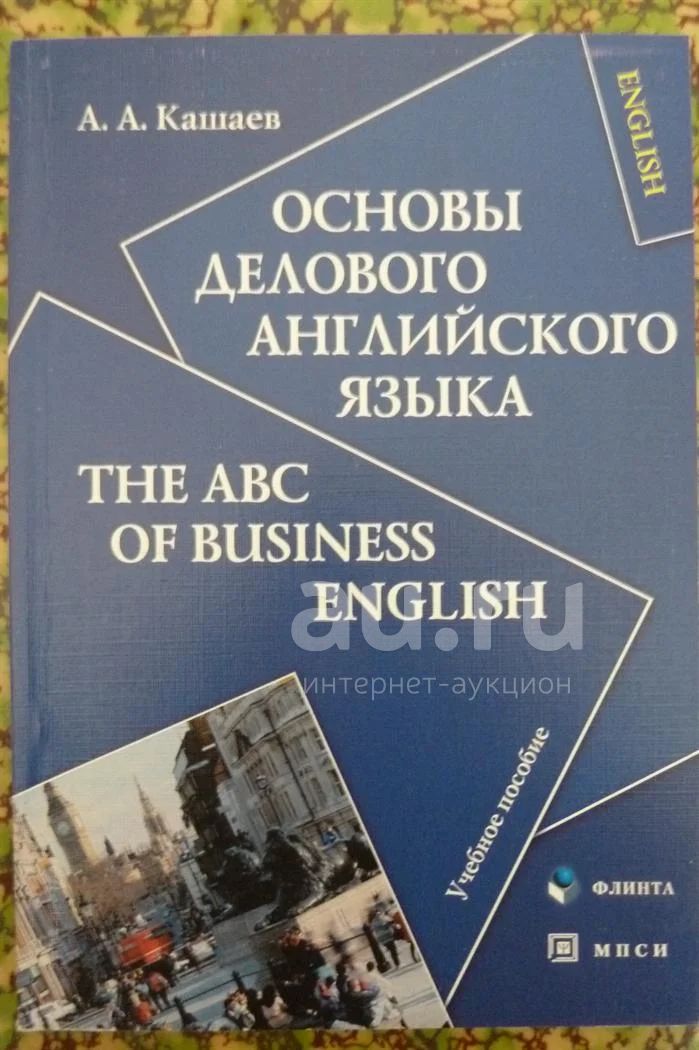 А. А. Кашаев
ENGLISH
ОСНОВЫ
ДЕЛОВОГО
АНГЛИЙСКОГО
ЯЗЫКА
THE ABC
OF BUSINESS
ENGLISH
au.ru
интернет-аукцион
Учебное пособие
ФЛИНТА
МПСИ